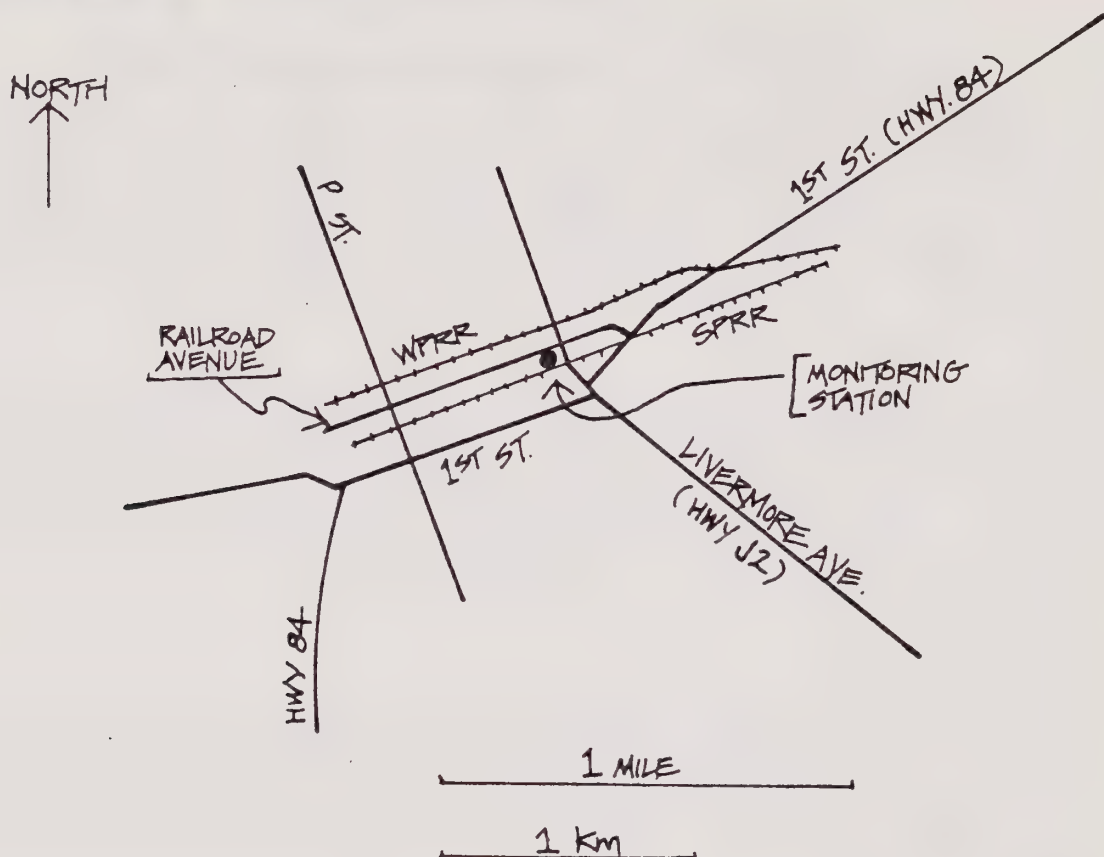 NORTH
1ST ST. (HWY. 84)
P ST.
RAILROAD
AVENUE
WPRR
SPRR
MONITORING
STATION
1ST ST.
LIVERMORE AVE.
(HWY J2)
HWY 84
1 MILE
1 Km